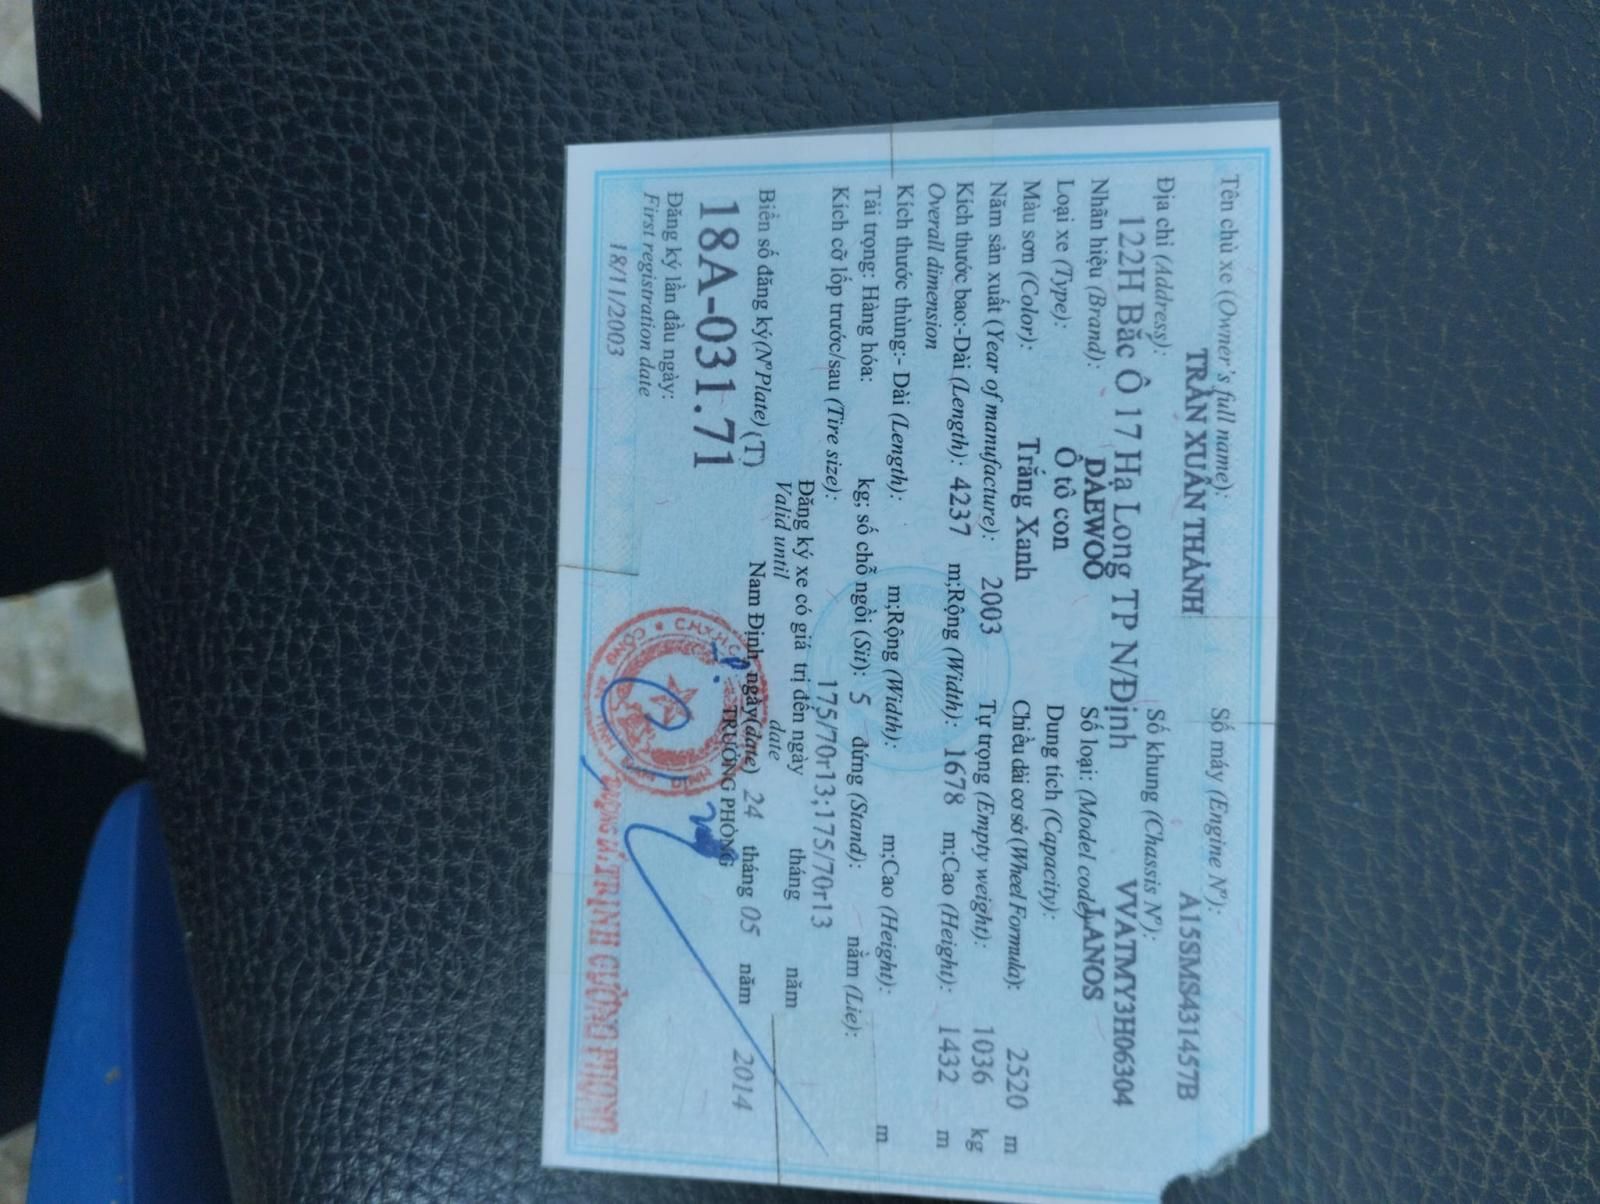 Tên chủ xe (Owner's full name): Số máy (Engine Nº):
TRẦN XUÂN THÀNH A15SMS431457B
Địa chỉ (Address): Số khung (Chassis Nº):
122H Bắc Ô 17 Hạ Long TP N/Định VVATMY3H06304
Nhãn hiệu (Brand): DAEWOO Số loại: (Model code) LANOS
Loại xe (Type): Ô tô con Dung tích (Capacity):
Màu sơn (Color): Trắng Xanh Chiều dài cơ sở (Wheel Formula): 2520 m
Năm sản xuất (Year of manufacture): 2003 Tự trọng (Empty weight): 1036 kg
Kích thước bao:-Dài (Length): 4237 m;Rộng (Width): 1678 m;Cao (Height): 1432 m
Overall dimension
Kích thước thùng:- Dài (Length): m;Rộng (Width): m;Cao (Height): m
Tải trọng: Hàng hóa: kg; số chỗ ngồi (Sit): 5 đứng (Stand): nằm (Lie):
Kích cỡ lốp trước/sau (Tire size): 175/70r13;175/70r13
Đăng ký xe có giá trị đến ngày tháng năm
Valid until date
Biển số đăng ký(NºPlate) (T) Nam Định, ngày(date) 24 tháng 05 năm 2014
18A-031.71 TRƯỞNG PHÒNG
Đăng ký lần đầu ngày:
First registration date
18/11/2003
TRỊNH CƯỜNG PHONG